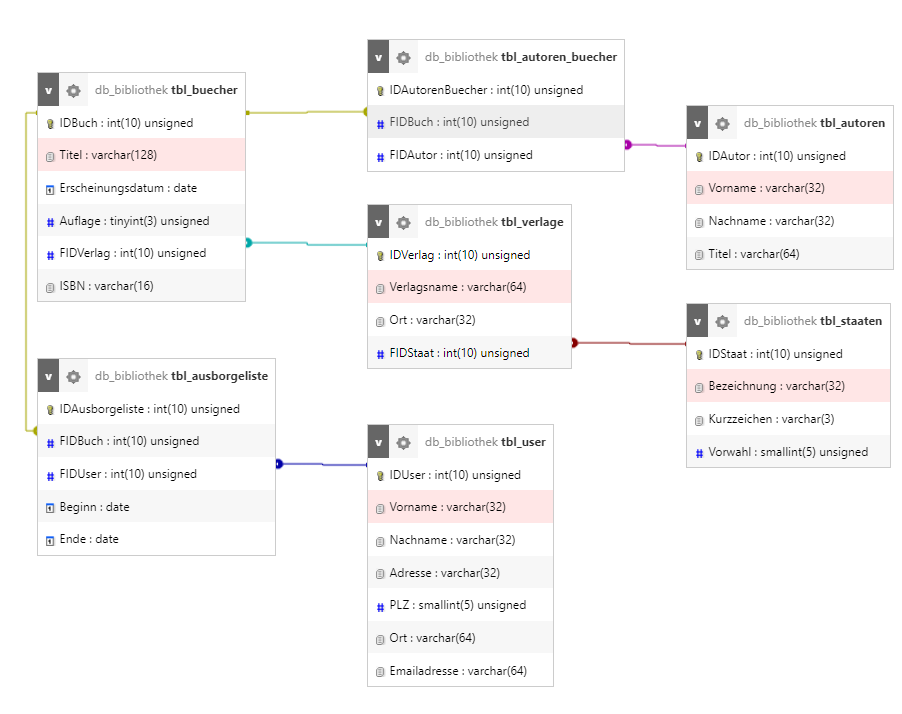 v db_bibliothek tbl_buecher
IDBuch : int(10) unsigned
Titel : varchar(128)
Erscheinungsdatum : date
Auflage : tinyint(3) unsigned
FIDVerlag : int(10) unsigned
ISBN : varchar(16)
v db_bibliothek tbl_autoren_buecher
IDAutorenBuecher : int(10) unsigned
FIDBuch : int(10) unsigned
FIDAutor : int(10) unsigned
v db_bibliothek tbl_autoren
IDAutor : int(10) unsigned
Vorname : varchar(32)
Nachname : varchar(32)
Titel : varchar(64)
v db_bibliothek tbl_verlage
IDVerlag : int(10) unsigned
Verlagsname : varchar(64)
Ort : varchar(32)
FIDStaat : int(10) unsigned
v db_bibliothek tbl_staaten
IDStaat : int(10) unsigned
Bezeichnung : varchar(32)
Kurzzeichen : varchar(3)
Vorwahl : smallint(5) unsigned
v db_bibliothek tbl_ausborgeliste
IDAusborgeliste : int(10) unsigned
FIDBuch : int(10) unsigned
FIDUser : int(10) unsigned
Beginn : date
Ende : date
v db_bibliothek tbl_user
IDUser : int(10) unsigned
Vorname : varchar(32)
Nachname : varchar(32)
Adresse : varchar(32)
PLZ : smallint(5) unsigned
Ort : varchar(64)
Emailadresse : varchar(64)